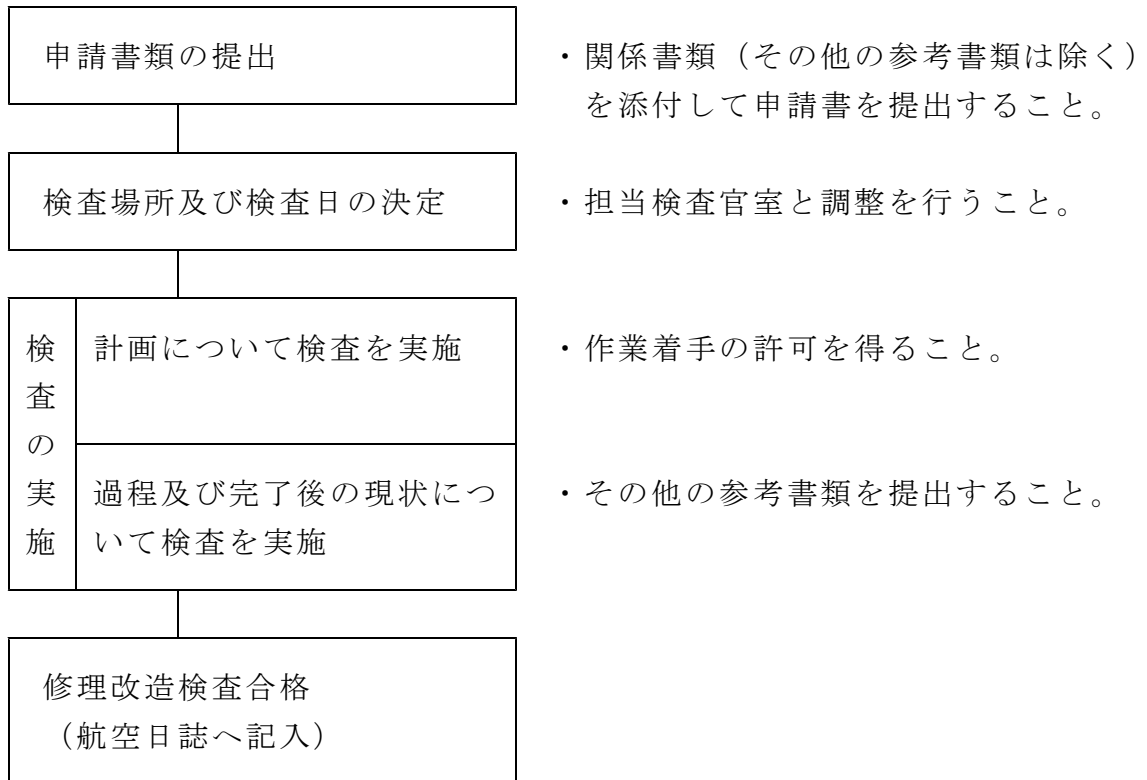 申請書類の提出
・関係書類（その他の参考書類は除く）
を添付して申請書を提出すること。
検査場所及び検査日の決定
・担当検査官室と調整を行うこと。
検査の実施
計画について検査を実施
・作業着手の許可を得ること。
過程及び完了後の現状につ
いて検査を実施
・その他の参考書類を提出すること。
修理改造検査合格
（航空日誌へ記入）